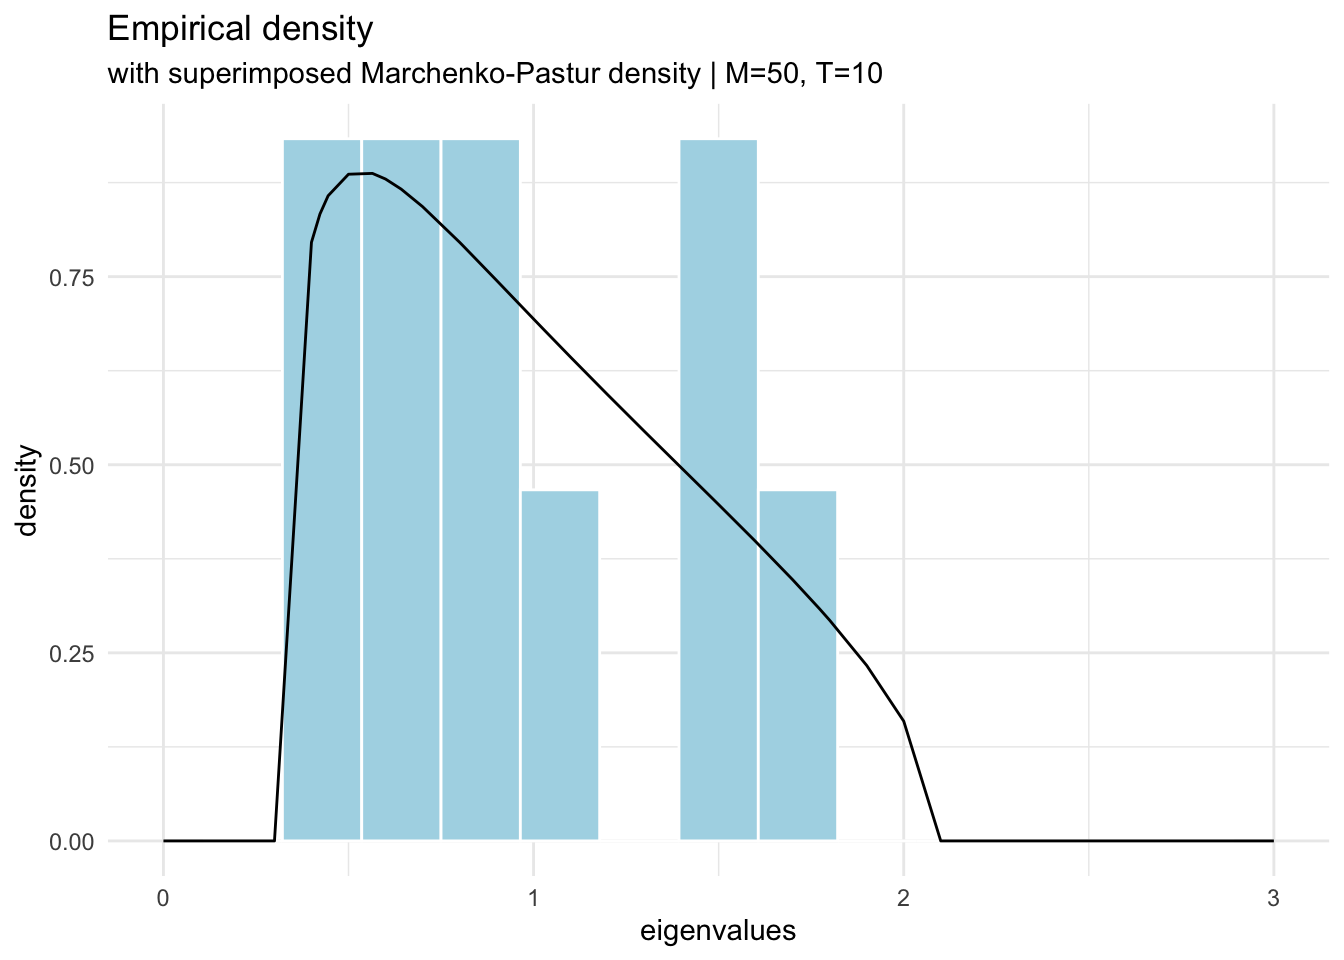 Empirical density
with superimposed Marchenko-Pastur density | M=50, T=10
density
0.75
0.50
0.25
0.00
0 1 2 3
eigenvalues